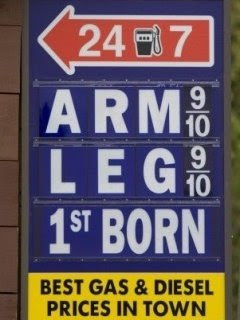 24 7
ARM 9/10
LEG 9/10
1ST BORN
BEST GAS & DIESEL
PRICES IN TOWN